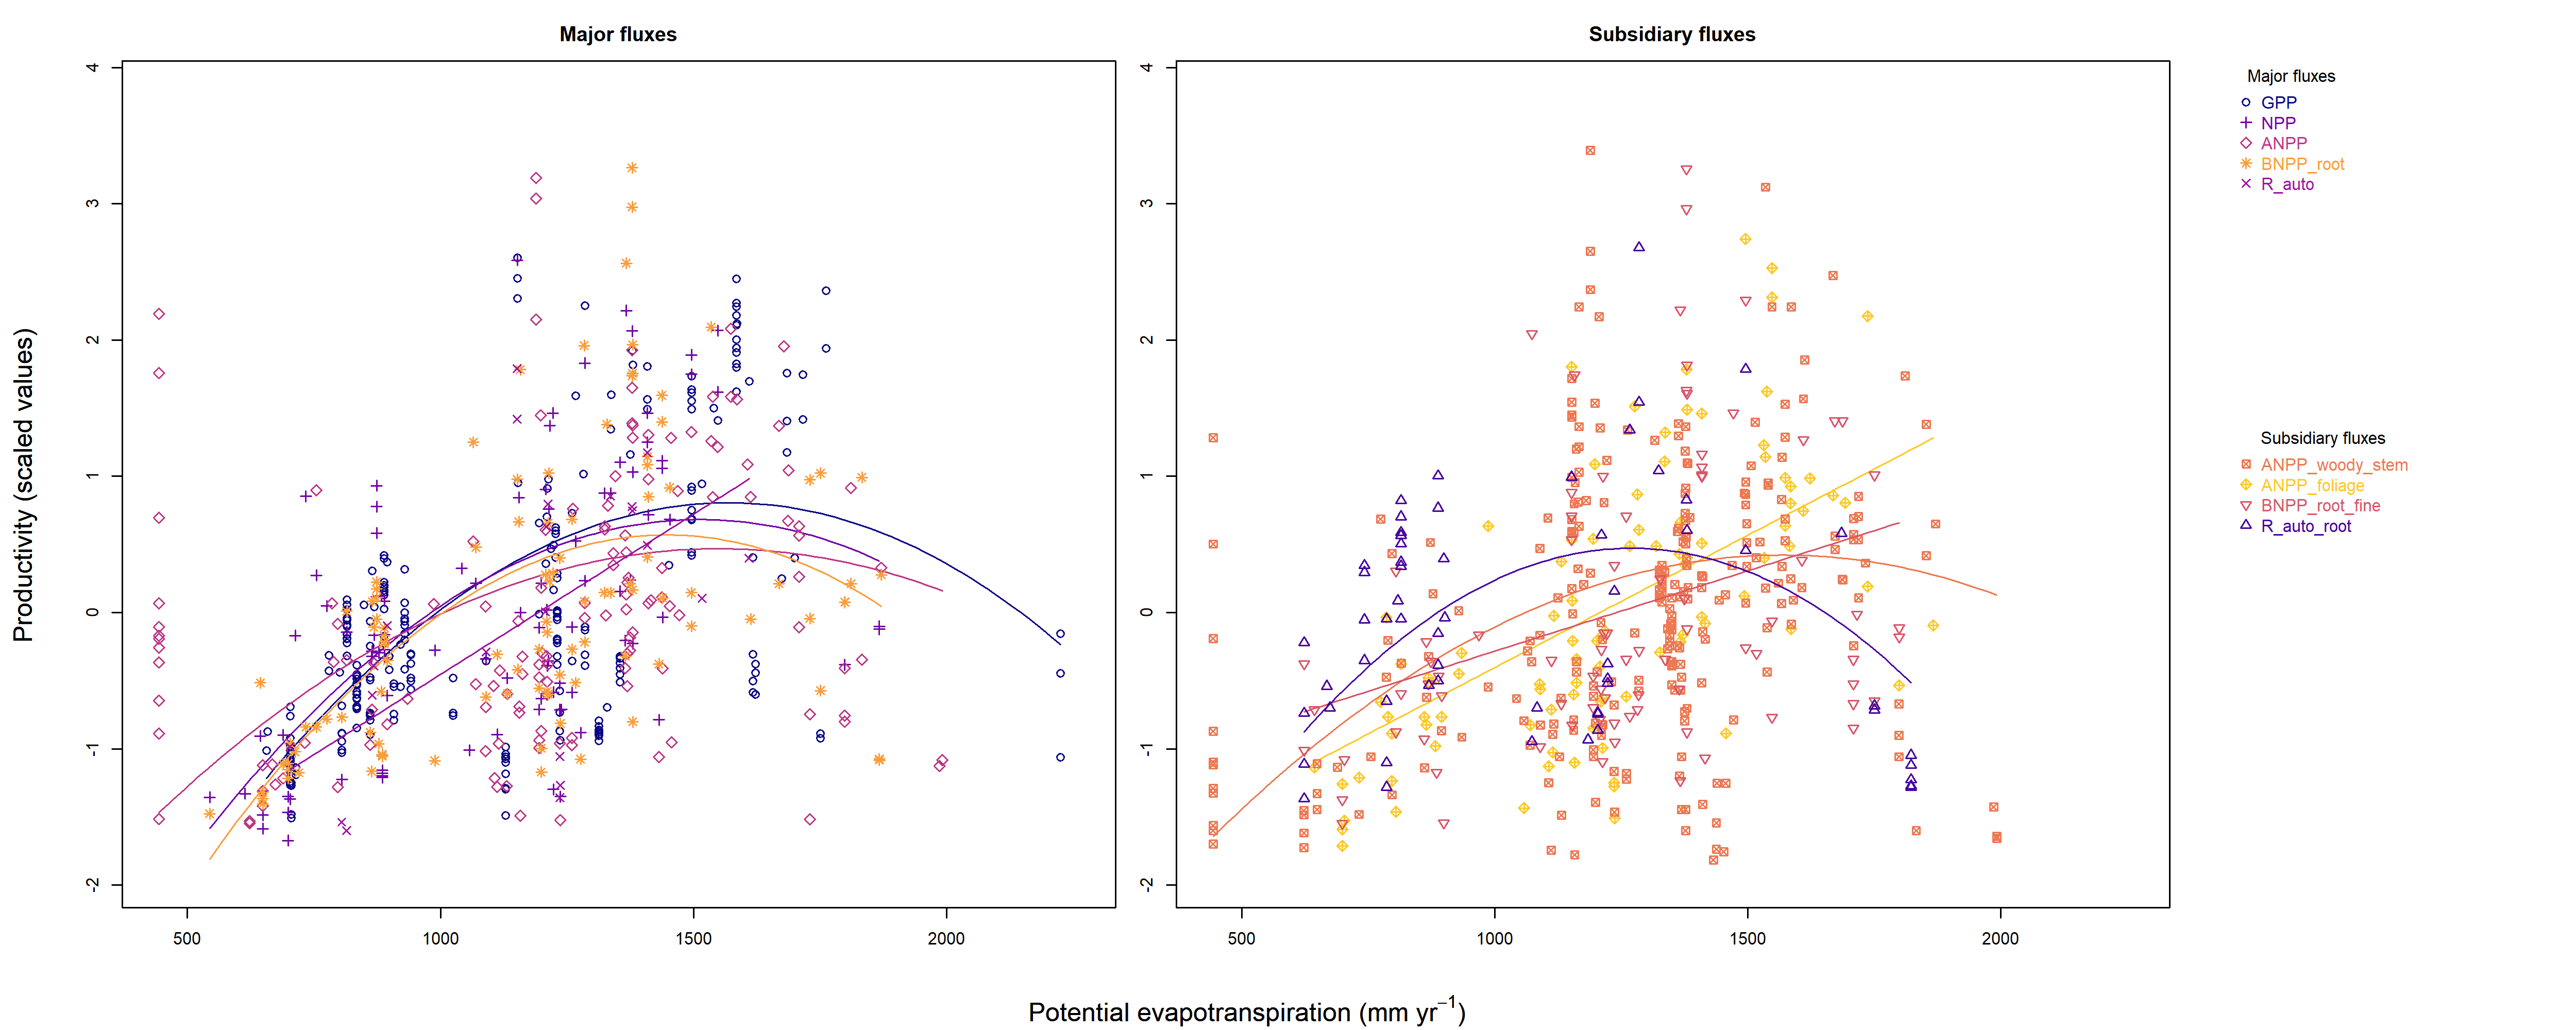 Major fluxes
Subsidiary fluxes
Productivity (scaled values)
4
3
2
1
0
-1
-2
500
1000
1500
2000
4
3
2
1
0
-1
-2
500
1000
1500
2000
Potential evapotranspiration (mm yr⁻¹)
Major fluxes
GPP
NPP
ANPP
BNPP_root
R_auto
Subsidiary fluxes
ANPP_woody_stem
ANPP_foliage
BNPP_root_fine
R_auto_root